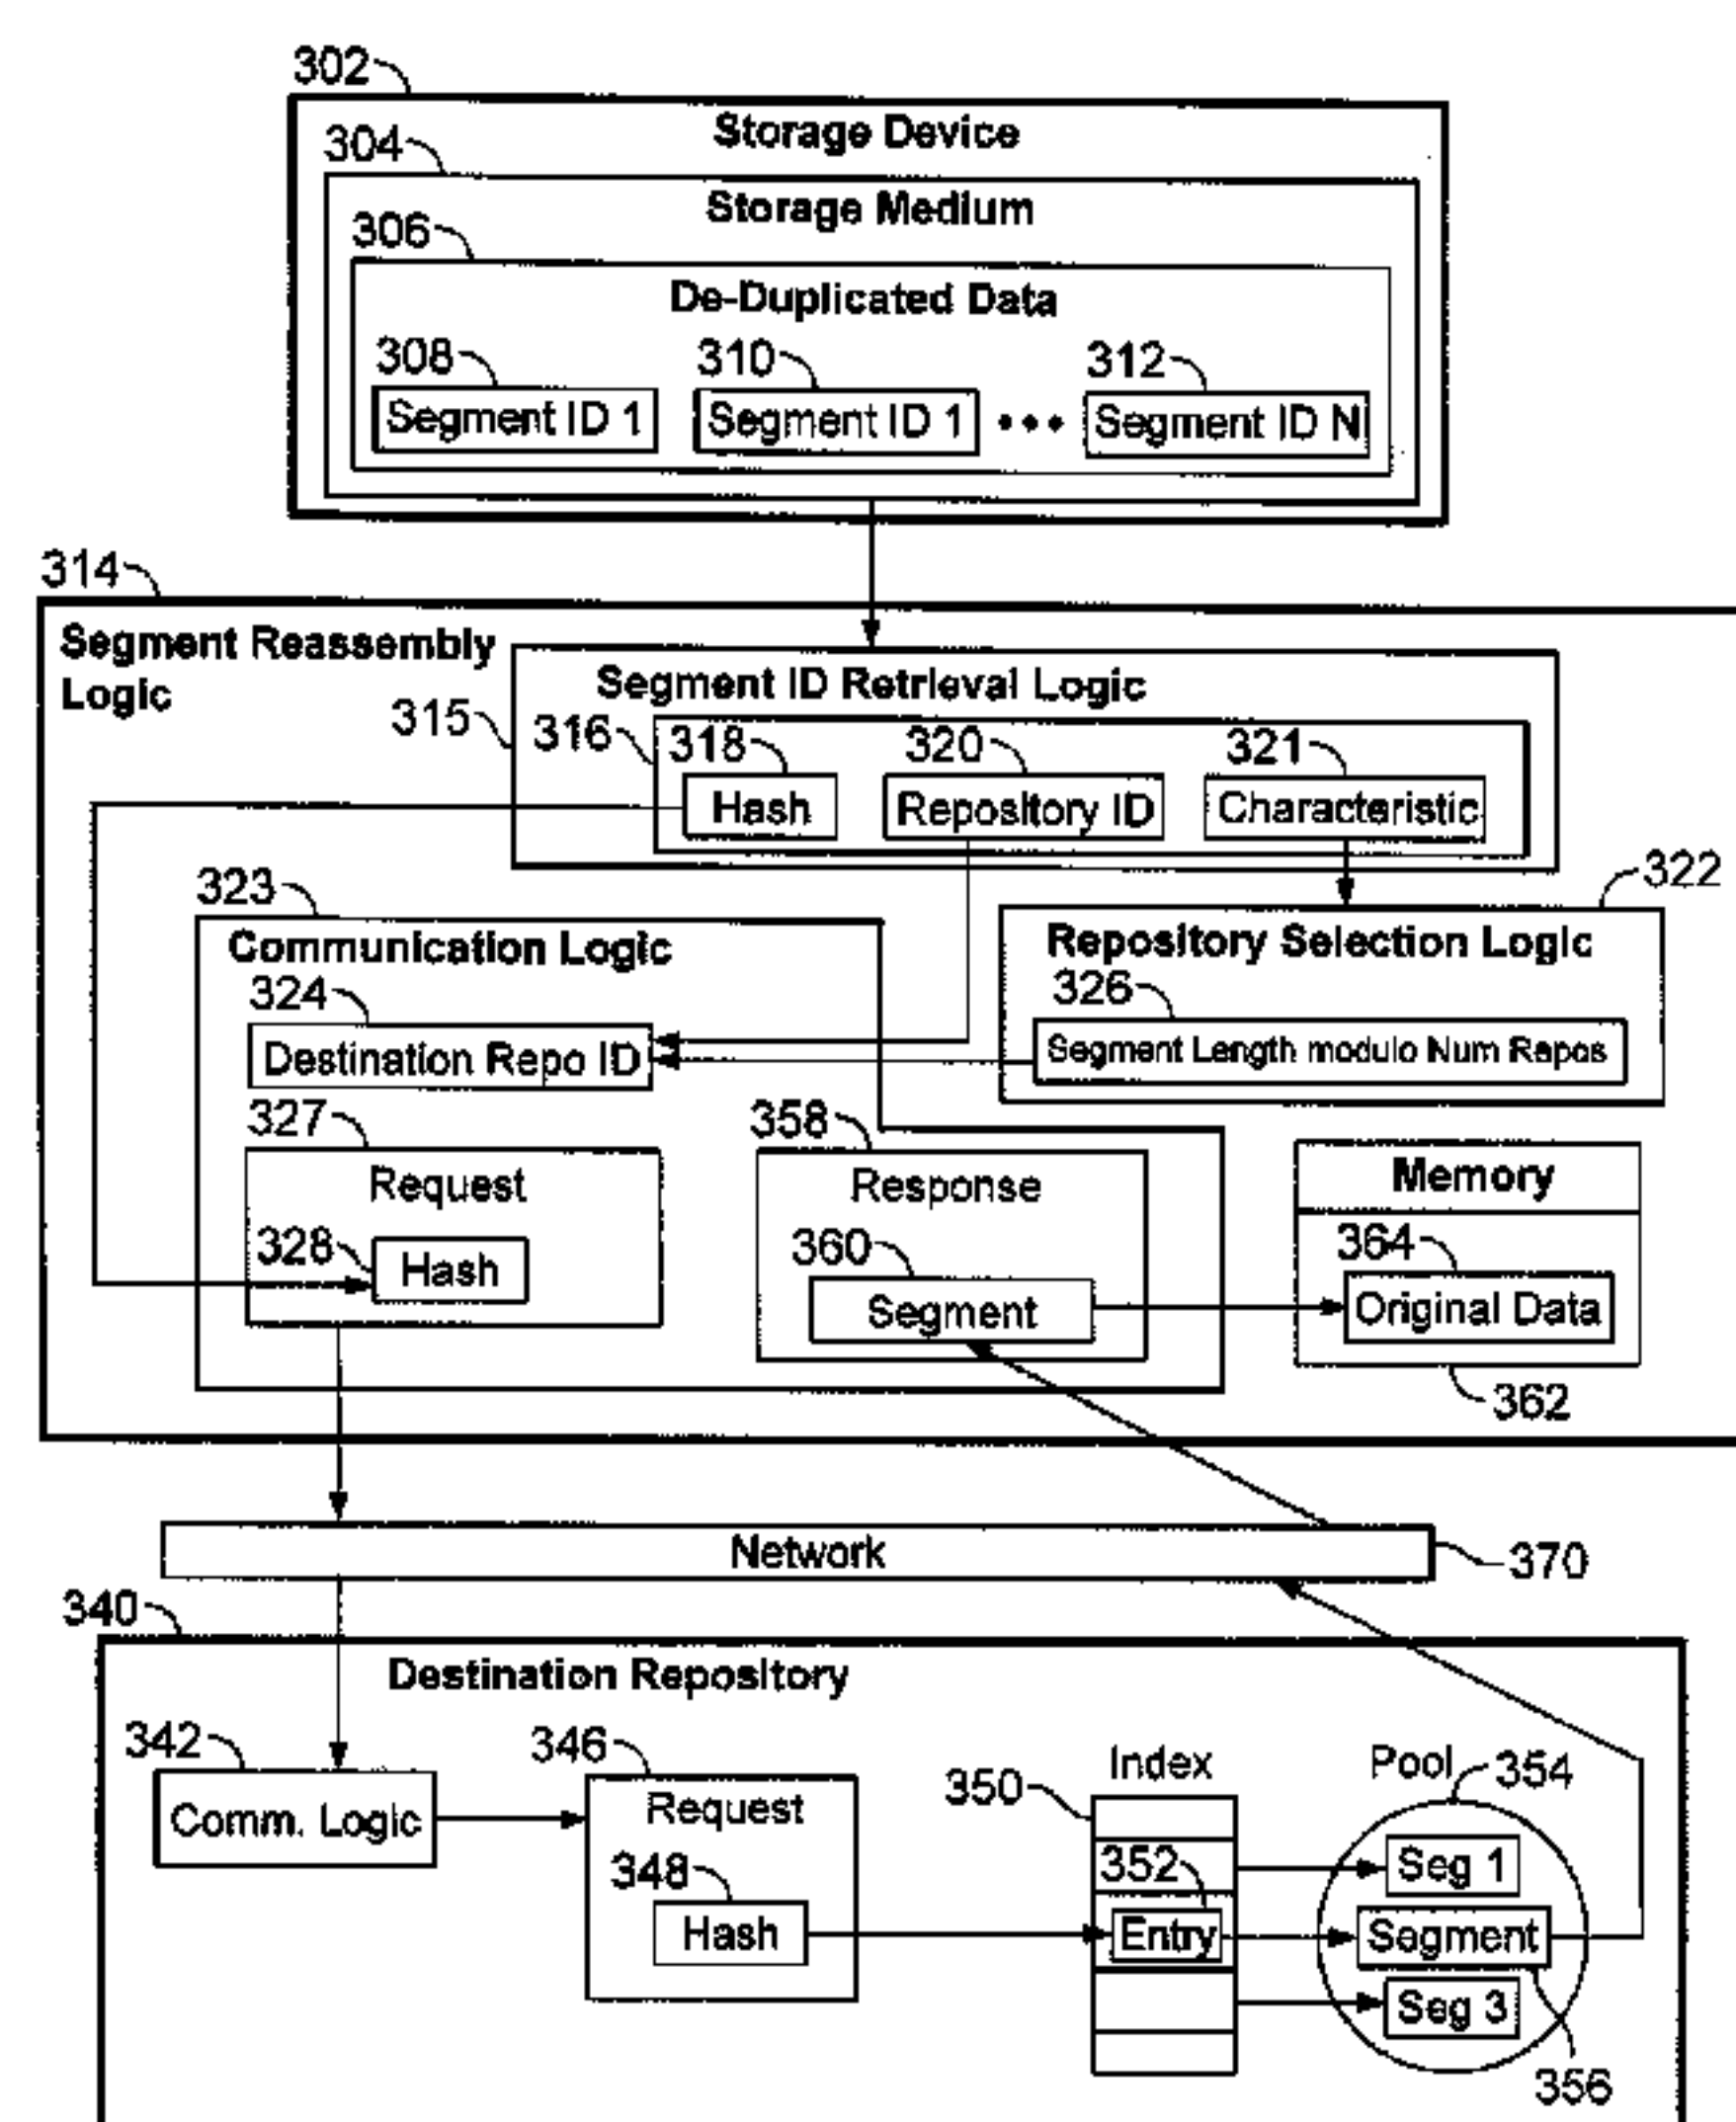 302
Storage Device
304
Storage Medium
306
De-Duplicated Data
308 310 312
Segment ID 1 Segment ID 1 ••• Segment ID N
314
Segment Reassembly
Logic
Segment ID Retrieval Logic
315 316 318 320 321
Hash Repository ID Characteristic
322
323
Communication Logic
Repository Selection Logic
324 326
Destination Repo ID Segment Length modulo Num Repos
327 358
Request Response Memory
328 Hash 360 364
Segment Original Data
362
Network 370
340
Destination Repository
342 346 Index Pool 354
350
Comm. Logic Request
352 Seg 1
348
Hash Entry Segment
Seg 3
356